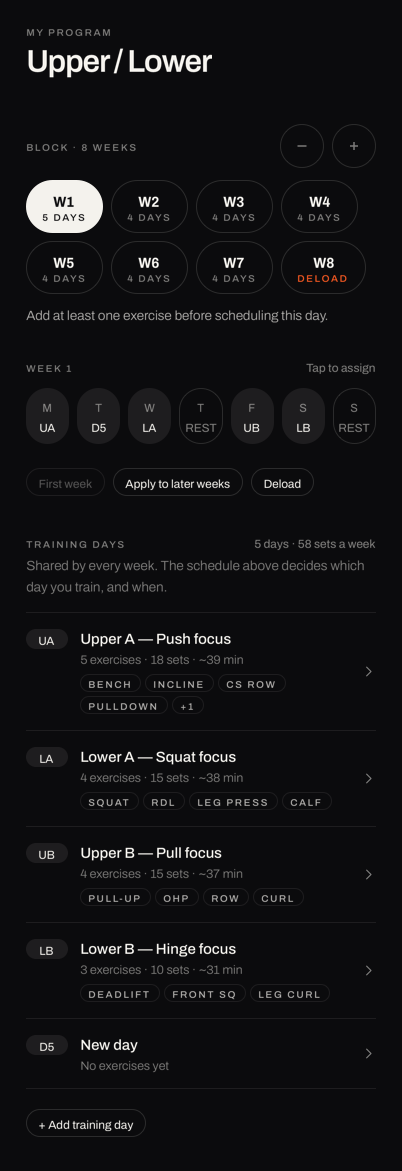 MY PROGRAM
Upper / Lower
BLOCK · 8 WEEKS
− +
W1 W2 W3 W4
5 DAYS 4 DAYS 4 DAYS 4 DAYS
W5 W6 W7 W8
4 DAYS 4 DAYS 4 DAYS DELOAD
Add at least one exercise before scheduling this day.
WEEK 1 Tap to assign
M T W T F S S
UA D5 LA REST UB LB REST
First week Apply to later weeks Deload
TRAINING DAYS 5 days · 58 sets a week
Shared by every week. The schedule above decides which
day you train, and when.
UA Upper A — Push focus
5 exercises · 18 sets · ~39 min
BENCH INCLINE CS ROW
PULLDOWN +1
LA Lower A — Squat focus
4 exercises · 15 sets · ~38 min
SQUAT RDL LEG PRESS CALF
UB Upper B — Pull focus
4 exercises · 15 sets · ~37 min
PULL-UP OHP ROW CURL
LB Lower B — Hinge focus
3 exercises · 10 sets · ~31 min
DEADLIFT FRONT SQ LEG CURL
D5 New day
No exercises yet
+ Add training day